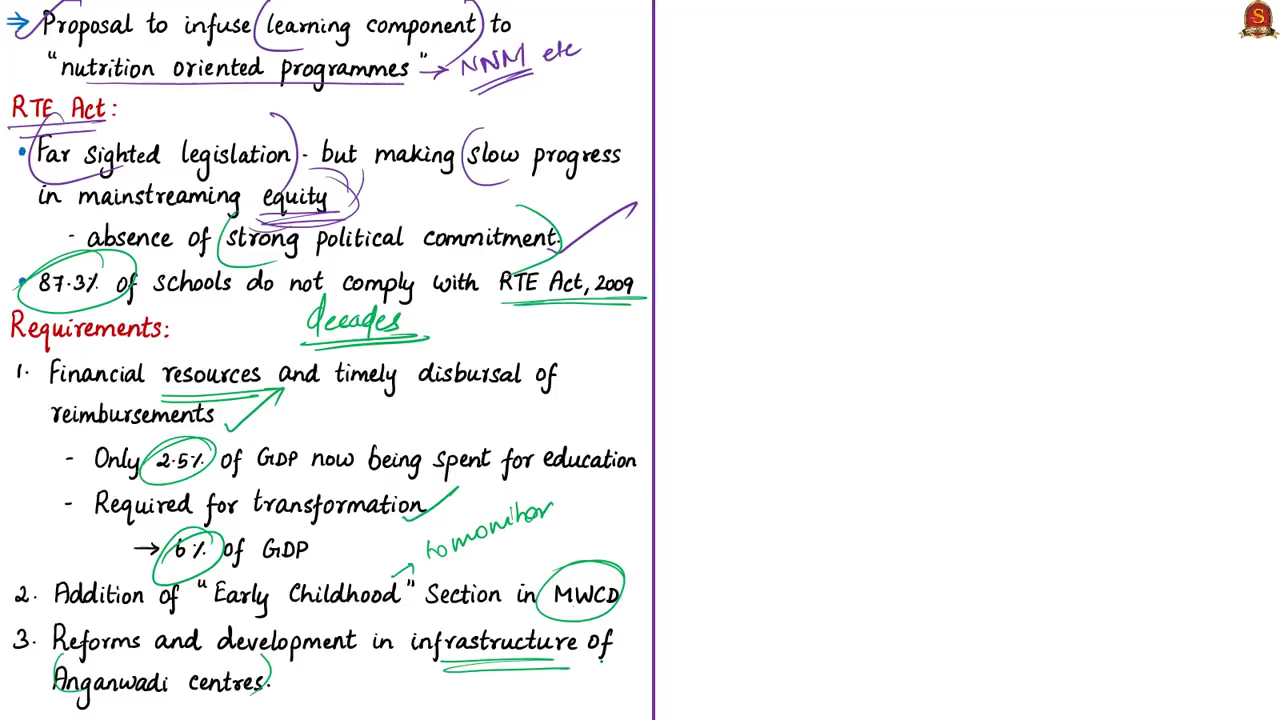 ⇒ Proposal to infuse learning component to
"nutrition oriented programmes" → NNM etc
RTE Act:
• Far sighted legislation - but making slow progress
in mainstreaming equity
- absence of strong political commitment.
• 87.3% of schools do not comply with RTE Act, 2009
decades
Requirements:
1. Financial resources and timely disbursal of
reimbursements
- Only 2.5% of GDP now being spent for education
- Required for transformation
→ 6% of GDP
to monitor
2. Addition of "Early Childhood" Section in MWCD
3. Reforms and development in infrastructure of
Anganwadi centres.
S